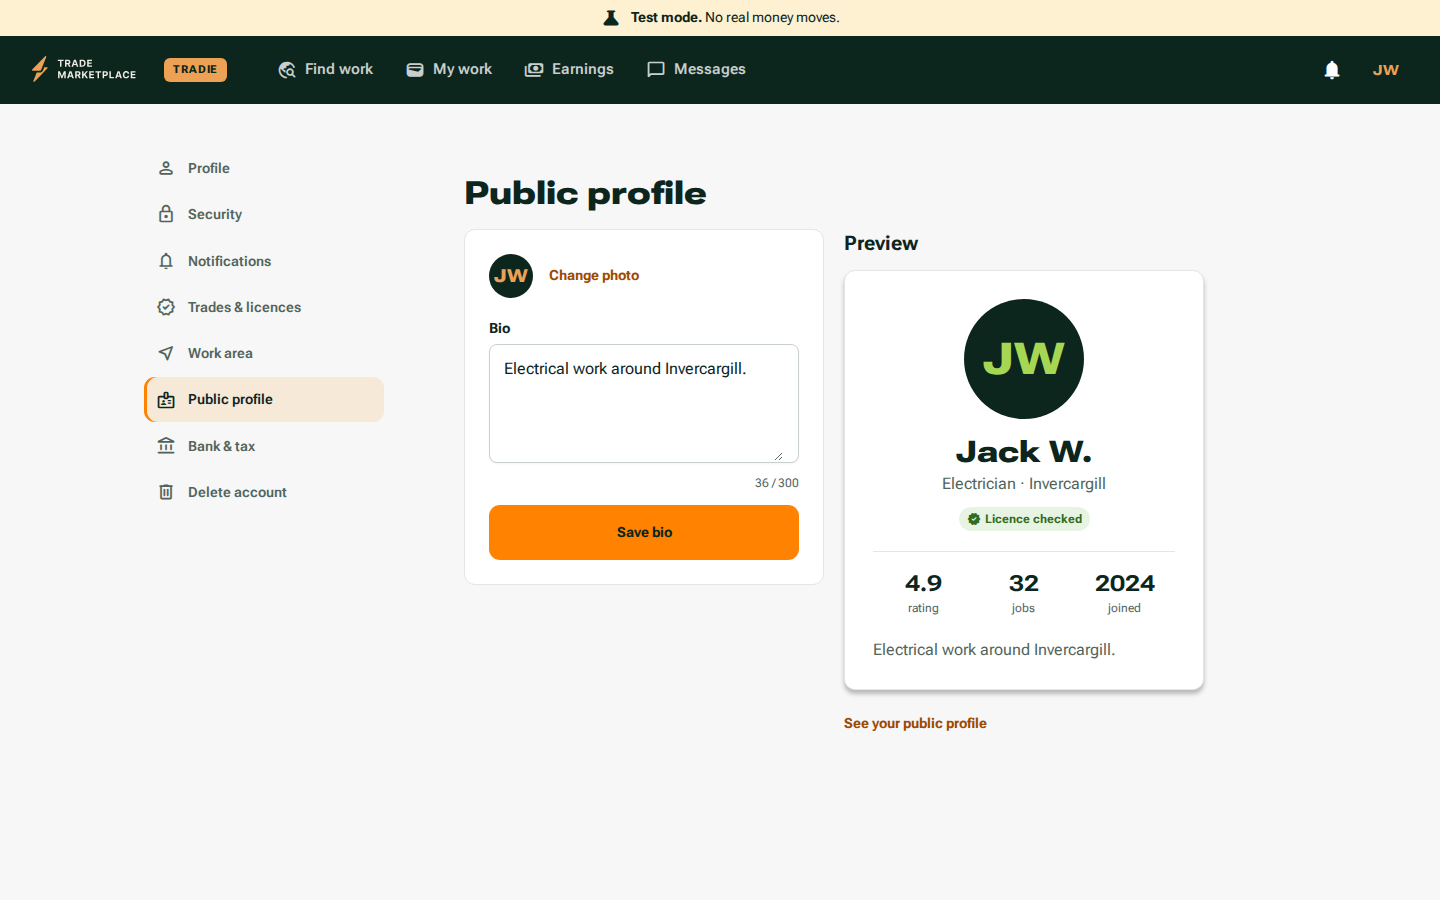 Test mode. No real money moves.
TRADE
MARKETPLACE
TRADIE
Find work
My work
Earnings
Messages
JW
Profile
Security
Notifications
Trades & licences
Work area
Public profile
Bank & tax
Delete account
Public profile
JW
Change photo
Bio
Electrical work around Invercargill.
36 / 300
Save bio
Preview
JW
Jack W.
Electrician · Invercargill
Licence checked
4.9 32 2024
rating jobs joined
Electrical work around Invercargill.
See your public profile